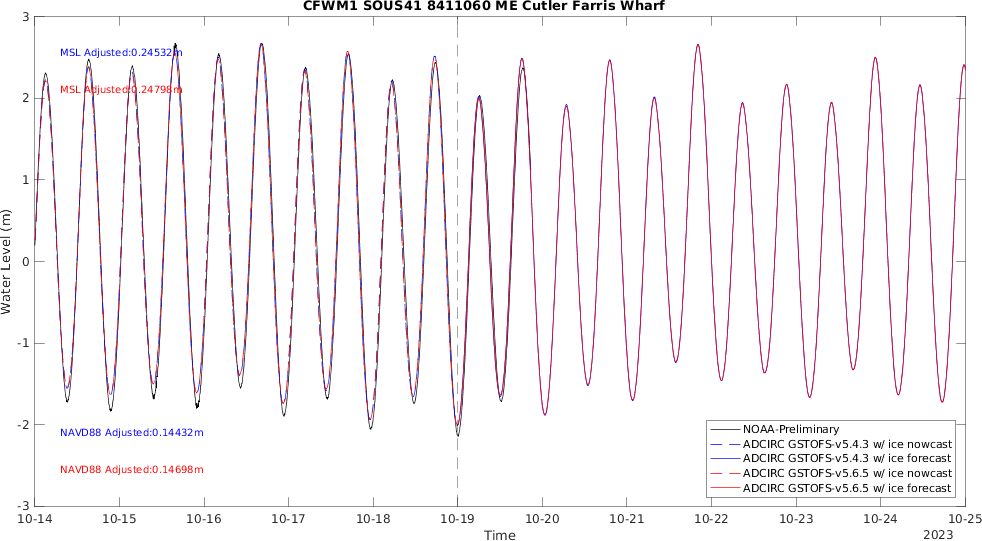 CFWM1 SOUS41 8411060 ME Cutler Farris Wharf
MSL Adjusted:0.24532m
MSL Adjusted:0.24798m
NAVD88 Adjusted:0.14432m
NAVD88 Adjusted:0.14698m
Water Level (m)
3
2
1
0
-1
-2
-3
NOAA-Preliminary
ADCIRC GSTOFS-v5.4.3 w/ ice nowcast
ADCIRC GSTOFS-v5.4.3 w/ ice forecast
ADCIRC GSTOFS-v5.6.5 w/ ice nowcast
ADCIRC GSTOFS-v5.6.5 w/ ice forecast
10-14 10-15 10-16 10-17 10-18 10-19 10-20 10-21 10-22 10-23 10-24 10-25
Time
2023